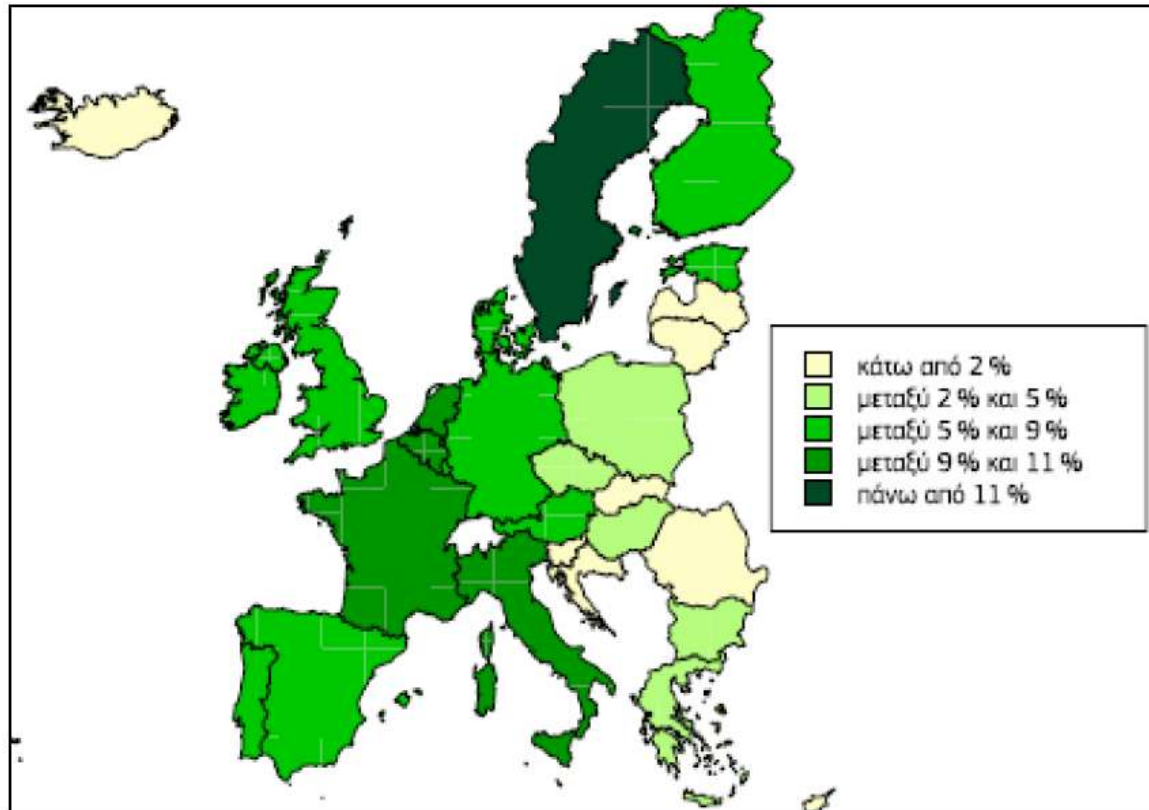 κάτω από 2 %
μεταξύ 2 % και 5 %
μεταξύ 5 % και 9 %
μεταξύ 9 % και 11 %
πάνω από 11 %